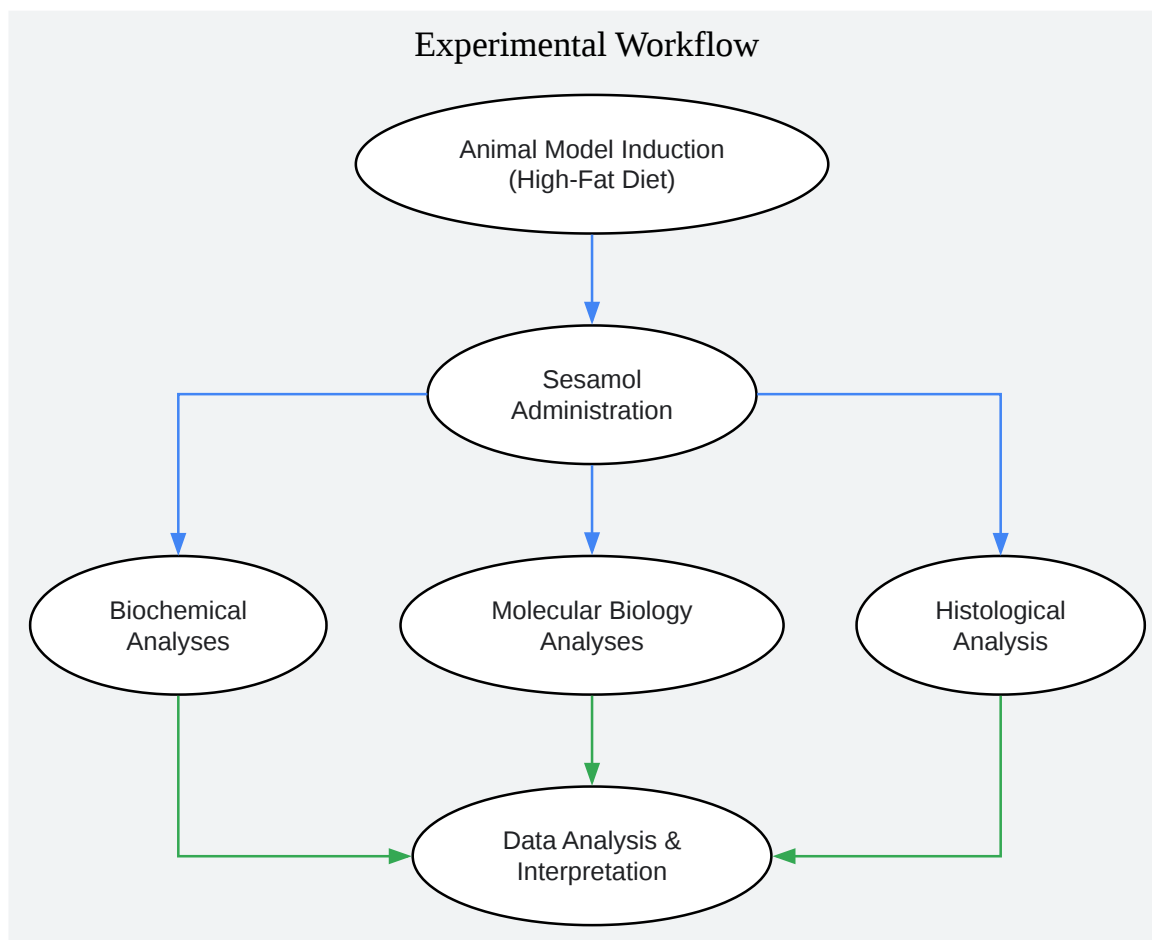 Experimental Workflow
Animal Model Induction
(High-Fat Diet)
Sesamol
Administration
Biochemical
Analyses
Molecular Biology
Analyses
Histological
Analysis
Data Analysis &
Interpretation